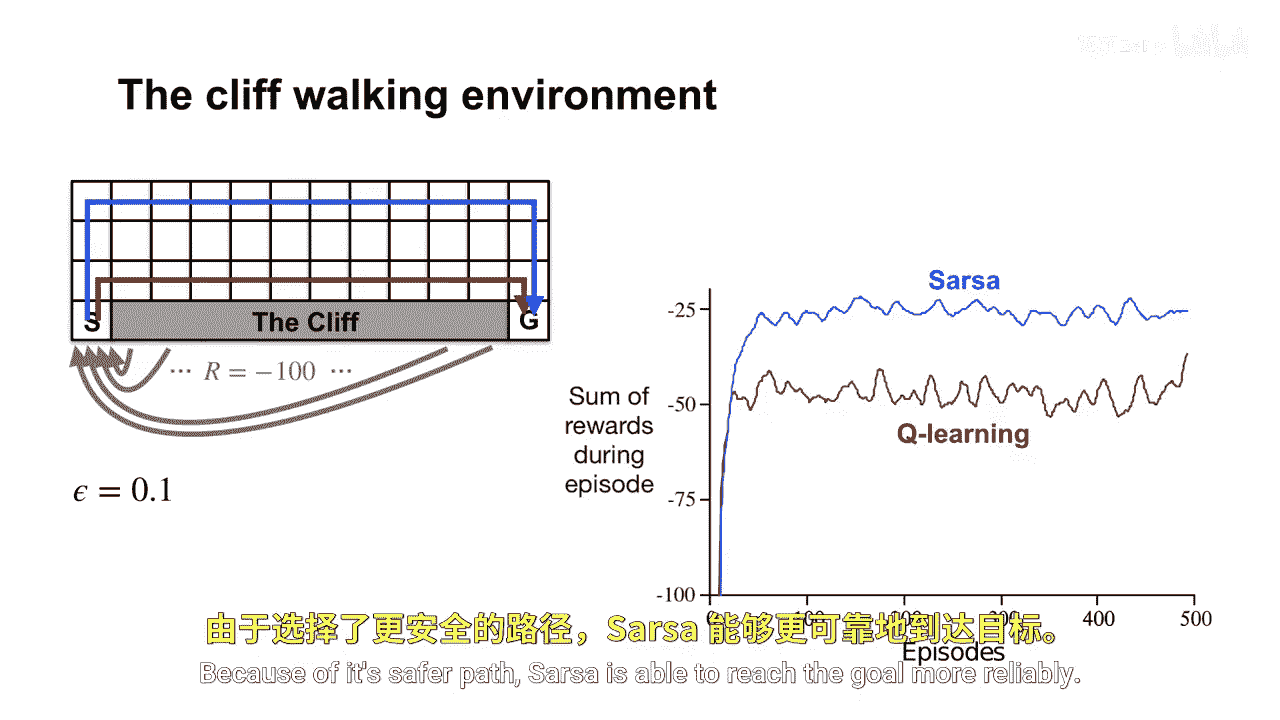 The cliff walking environment
S
The Cliff
G
··· R = −100 ···
ϵ = 0.1
Sarsa
Q-learning
Sum of
rewards
during
episode
-25
-50
-75
-100
400
500
Episodes
由于选择了更安全的路径，Sarsa 能够更可靠地到达目标。
Because of it's safer path, Sarsa is able to reach the goal more reliably.